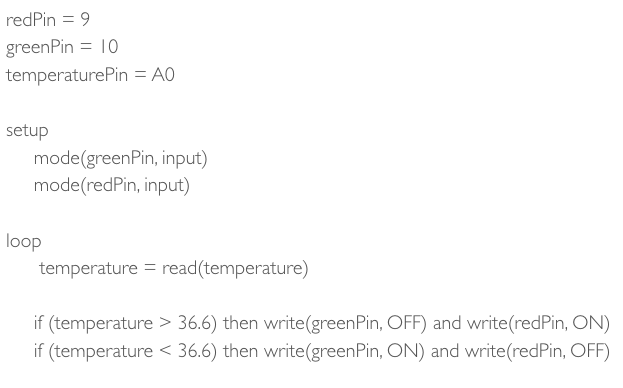 redPin = 9
greenPin = 10
temperaturePin = A0
setup
mode(greenPin, input)
mode(redPin, input)
loop
temperature = read(temperature)
if (temperature > 36.6) then write(greenPin, OFF) and write(redPin, ON)
if (temperature < 36.6) then write(greenPin, ON) and write(redPin, OFF)